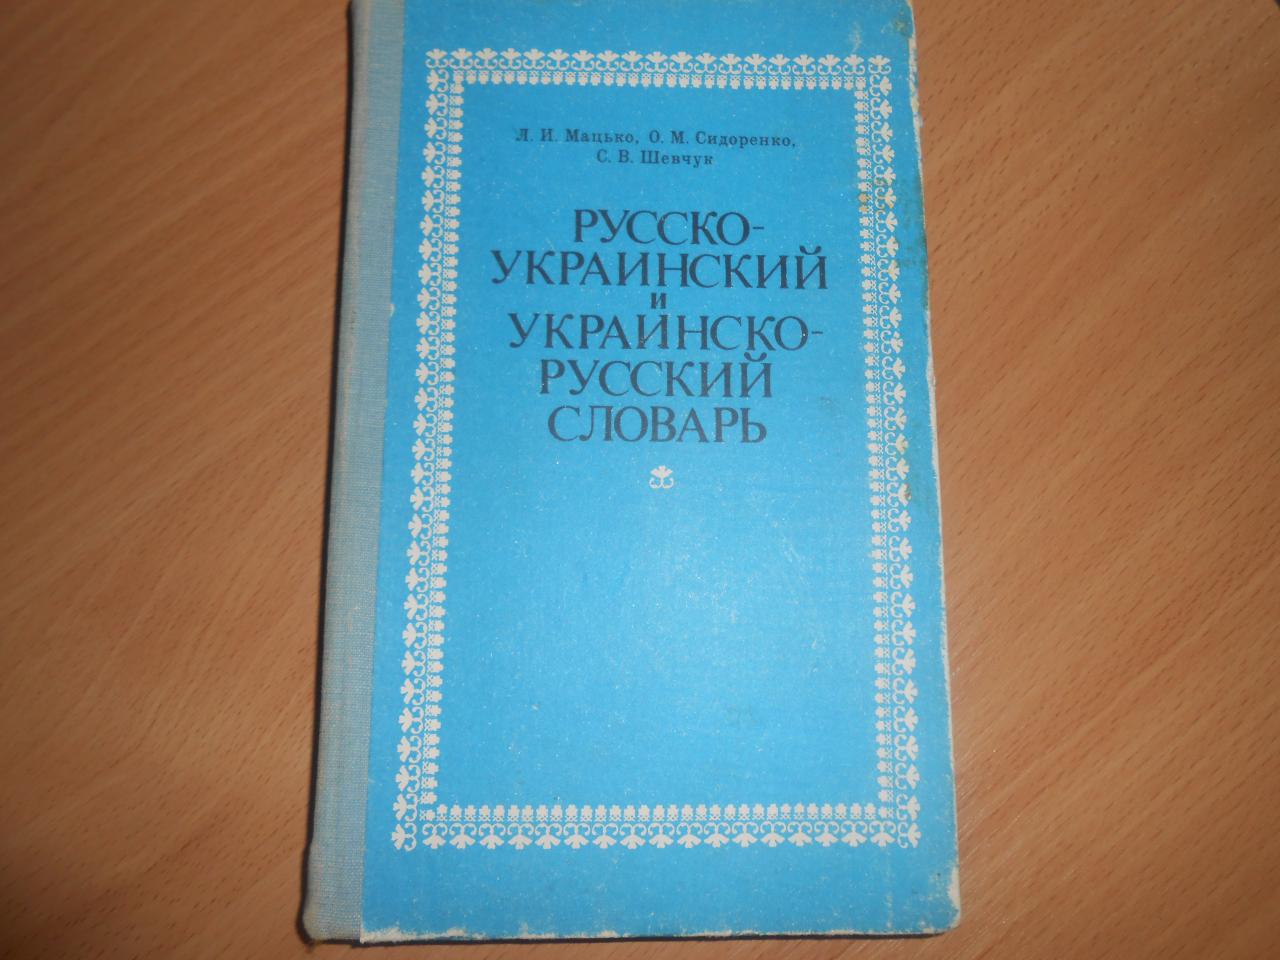 Л. И. Мацько, О. М. Сидоренко,
С. В. Шевчук
РУССКО-
УКРАИНСКИЙ
и
УКРАИНСКО-
РУССКИЙ
СЛОВАРЬ